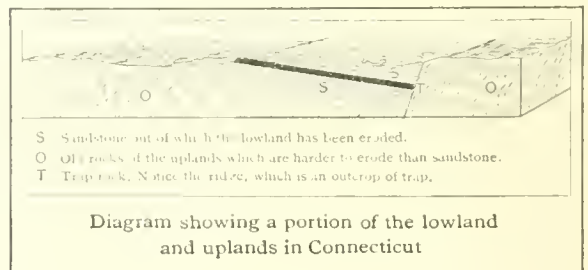 O S S T O
S Sandstone out of which the lowland has been eroded.
O Old rocks of the uplands which are harder to erode than sandstone.
T Trap rock. Notice the ridge, which is an outcrop of trap.
Diagram showing a portion of the lowland
and uplands in Connecticut